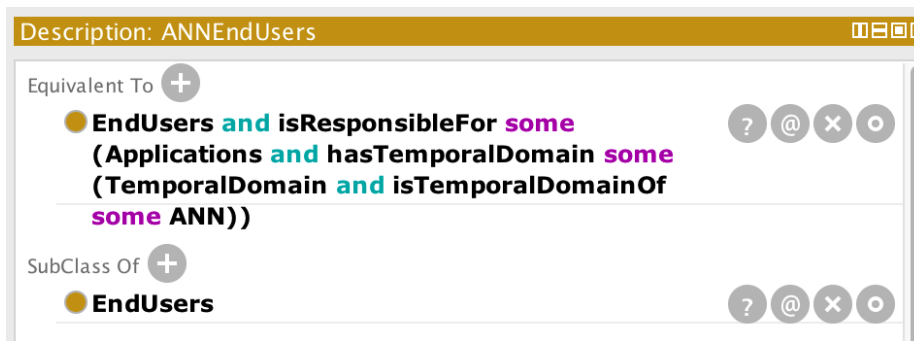 Description: ANNEndUsers
Equivalent To +
EndUsers and isResponsibleFor some
(Applications and hasTemporalDomain some
(TemporalDomain and isTemporalDomainOf
some ANN))
? @
SubClass Of +
EndUsers
? @